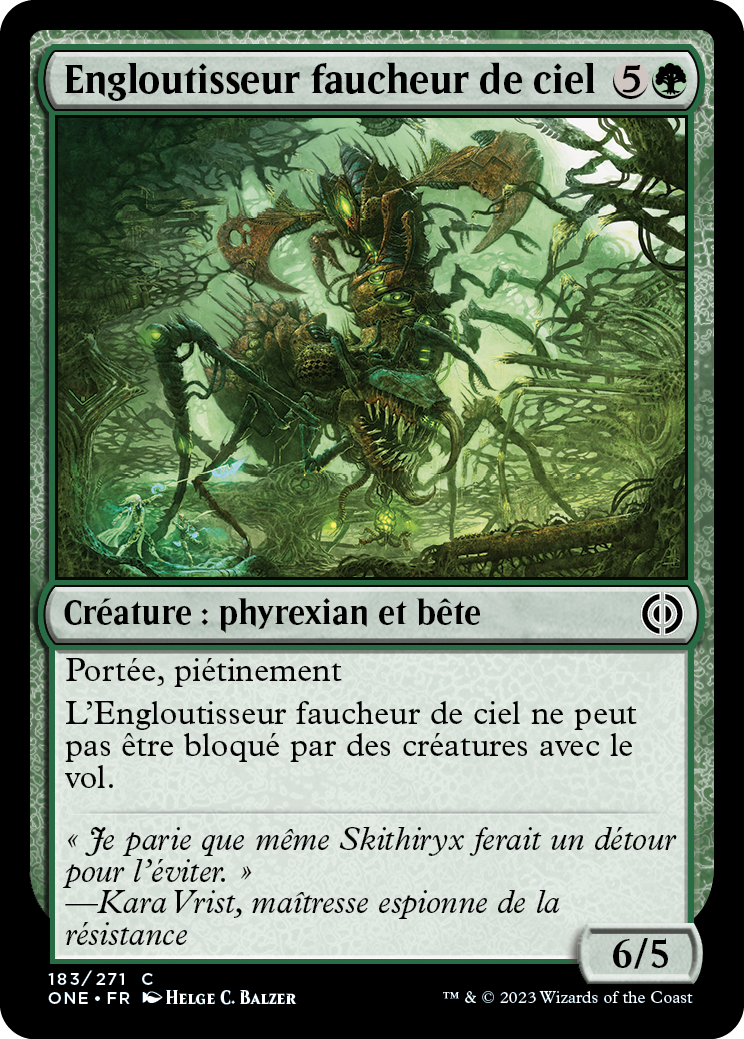 Engloutisseur faucheur de ciel 5
Créature : phyrexian et bête
Portée, piétinement
L'Engloutisseur faucheur de ciel ne peut
pas être bloqué par des créatures avec le
vol.
« Je parie que même Skithiryx ferait un détour
pour l'éviter. »
—Kara Vrist, maîtresse espionne de la
résistance
6/5
183/271 C
ONE • FR Helge C. Balzer
™ & © 2023 Wizards of the Coast